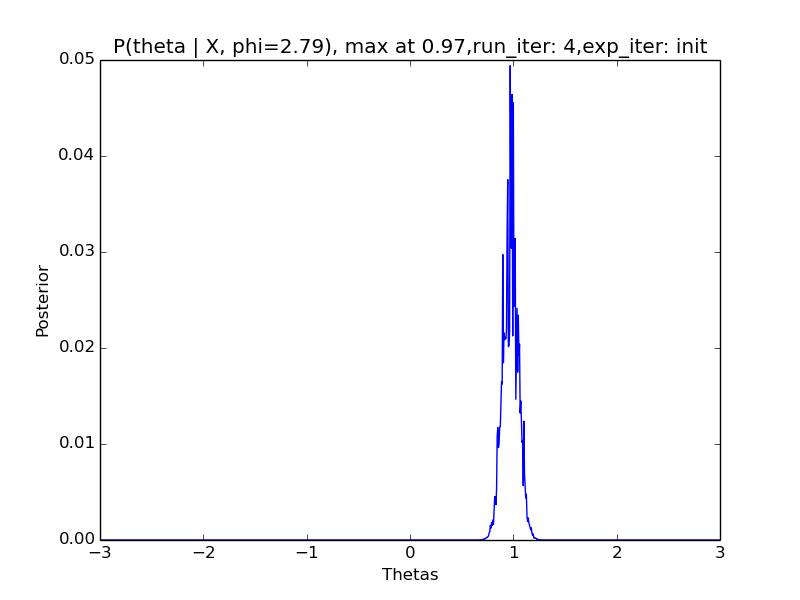 P(theta | X, phi=2.79), max at 0.97,run_iter: 4,exp_iter: init
0.05
0.04
0.03
0.02
0.01
0.00
Posterior
−3 −2 −1 0 1 2 3
Thetas